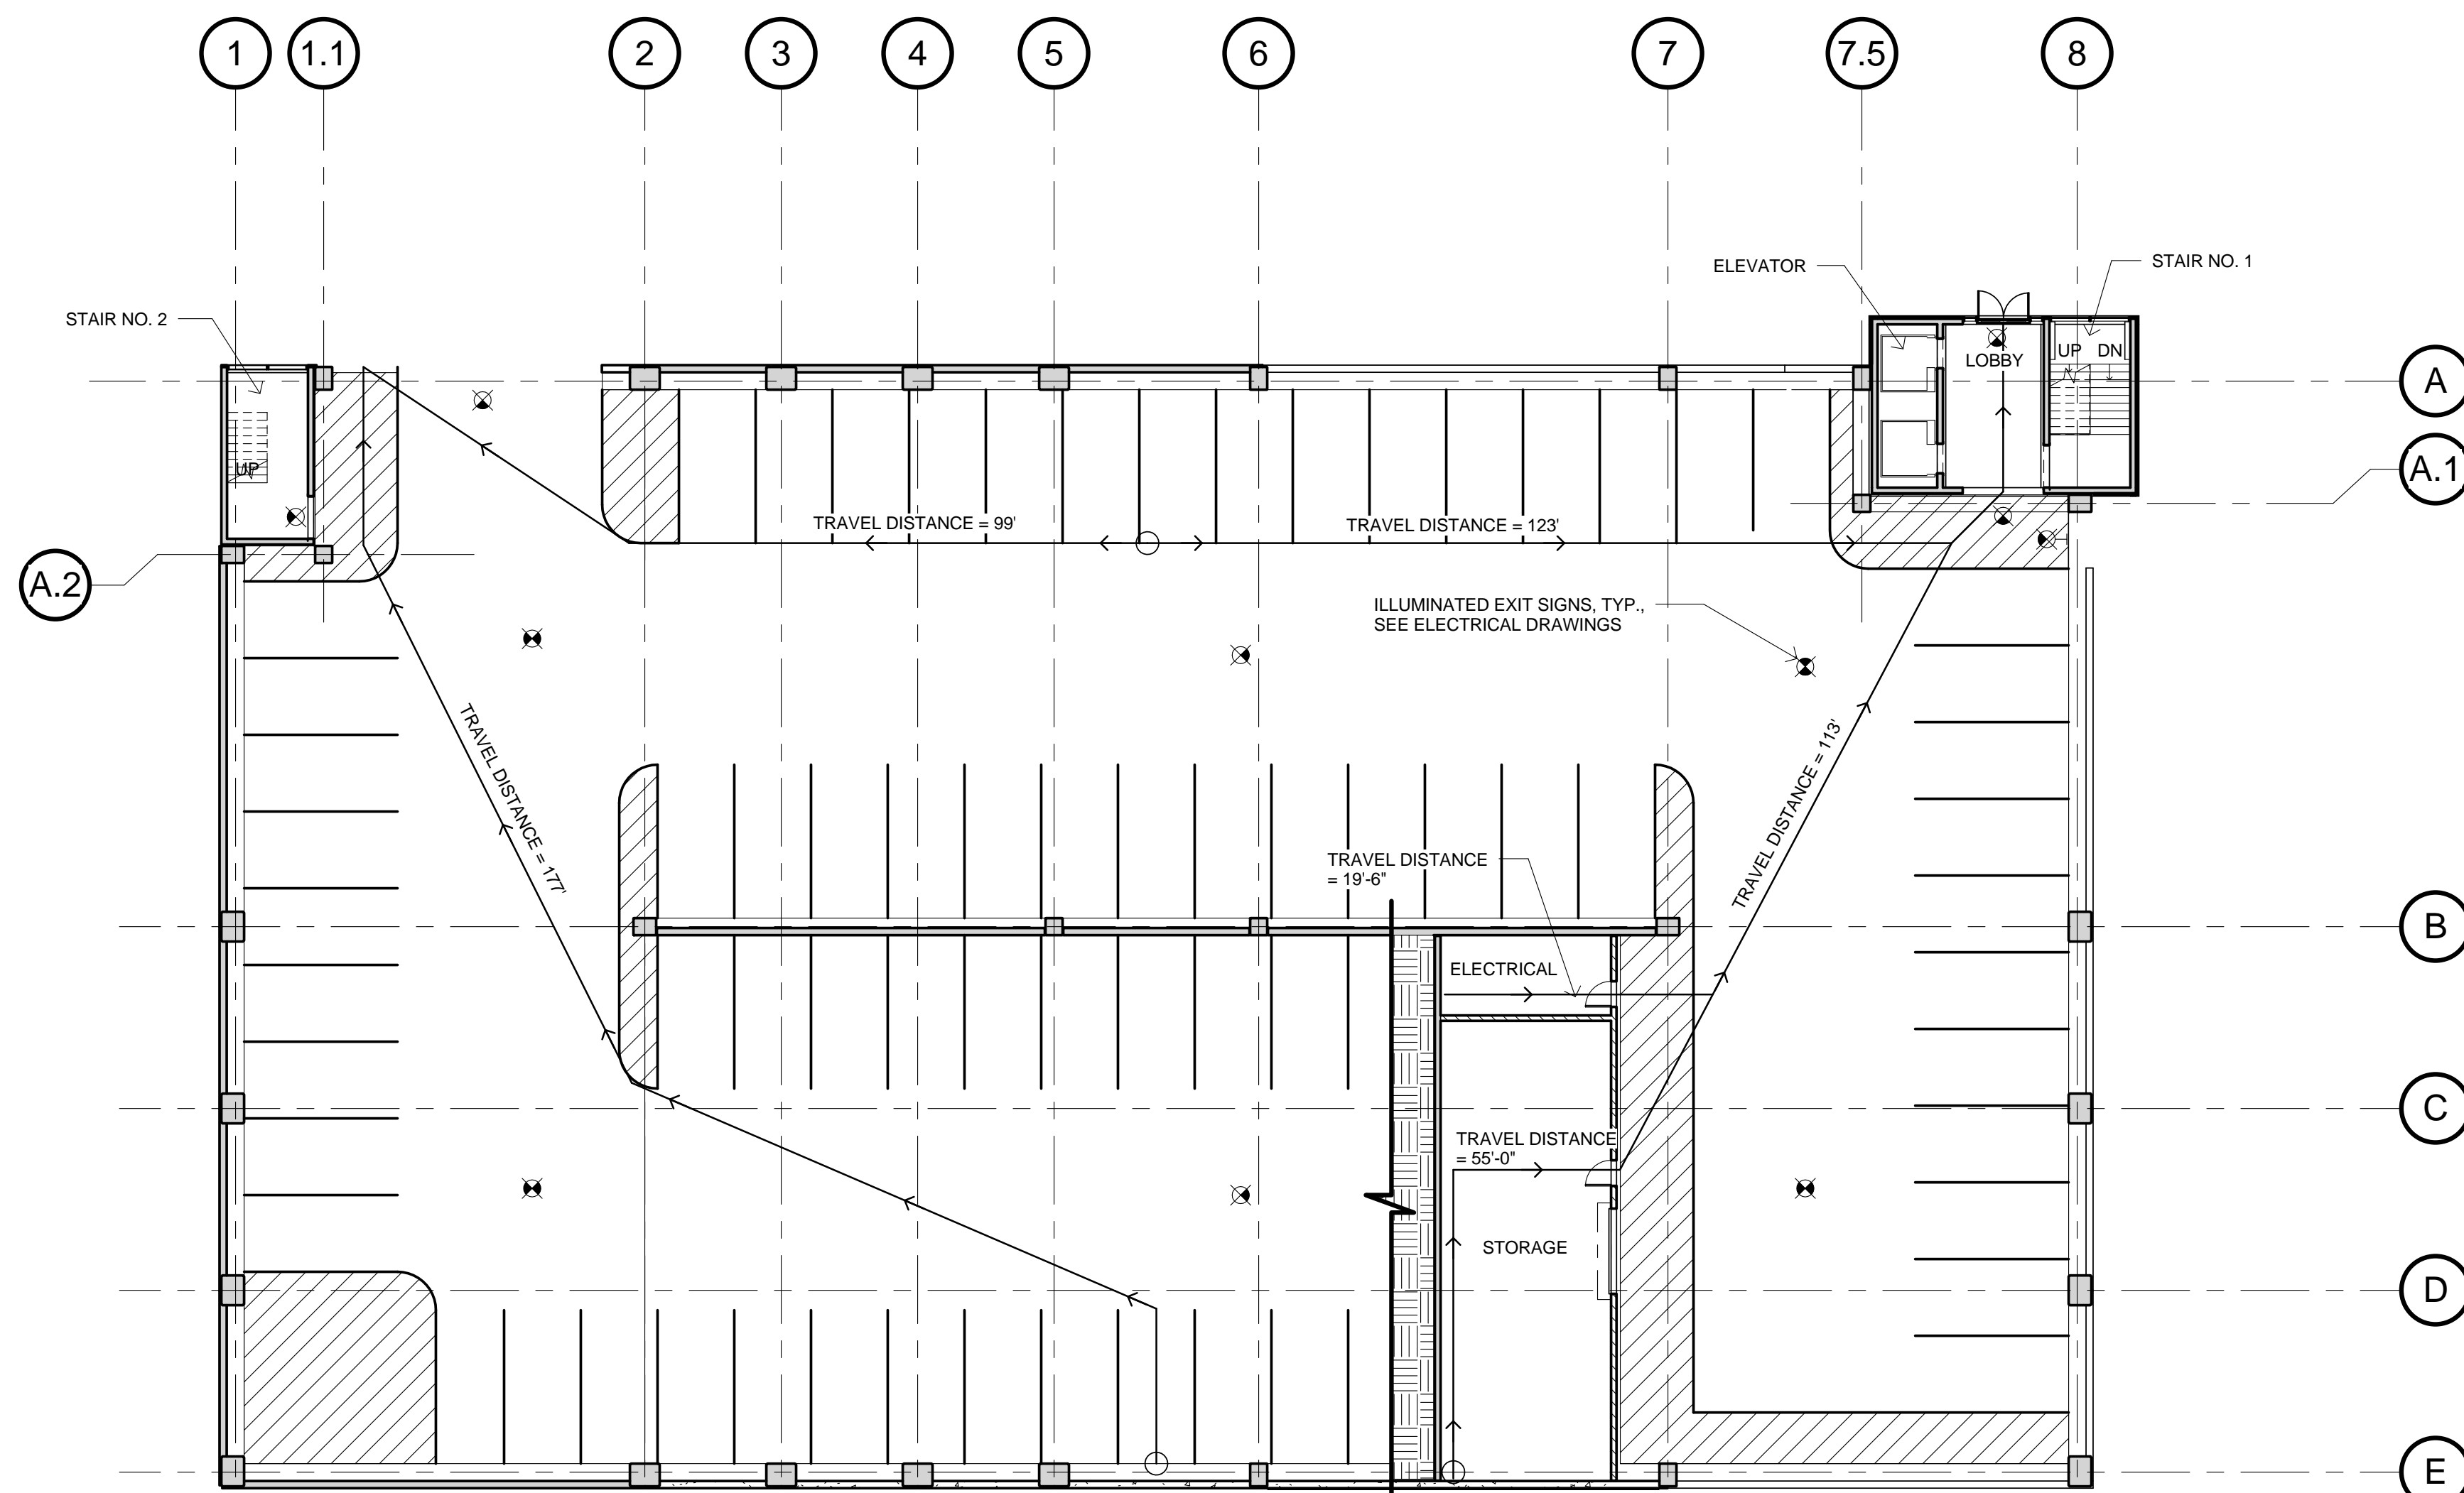 1 1.1 2 3 4 5 6 7 7.5 8
STAIR NO. 1
ELEVATOR
STAIR NO. 2
UP DN
LOBBY
A
UP
A.1
TRAVEL DISTANCE = 99'
TRAVEL DISTANCE = 123'
A.2
ILLUMINATED EXIT SIGNS, TYP.,
SEE ELECTRICAL DRAWINGS
TRAVEL DISTANCE = 177'
TRAVEL DISTANCE = 113'
TRAVEL DISTANCE
= 19'-6"
B
ELECTRICAL
C
TRAVEL DISTANCE
= 55'-0"
STORAGE
D
E